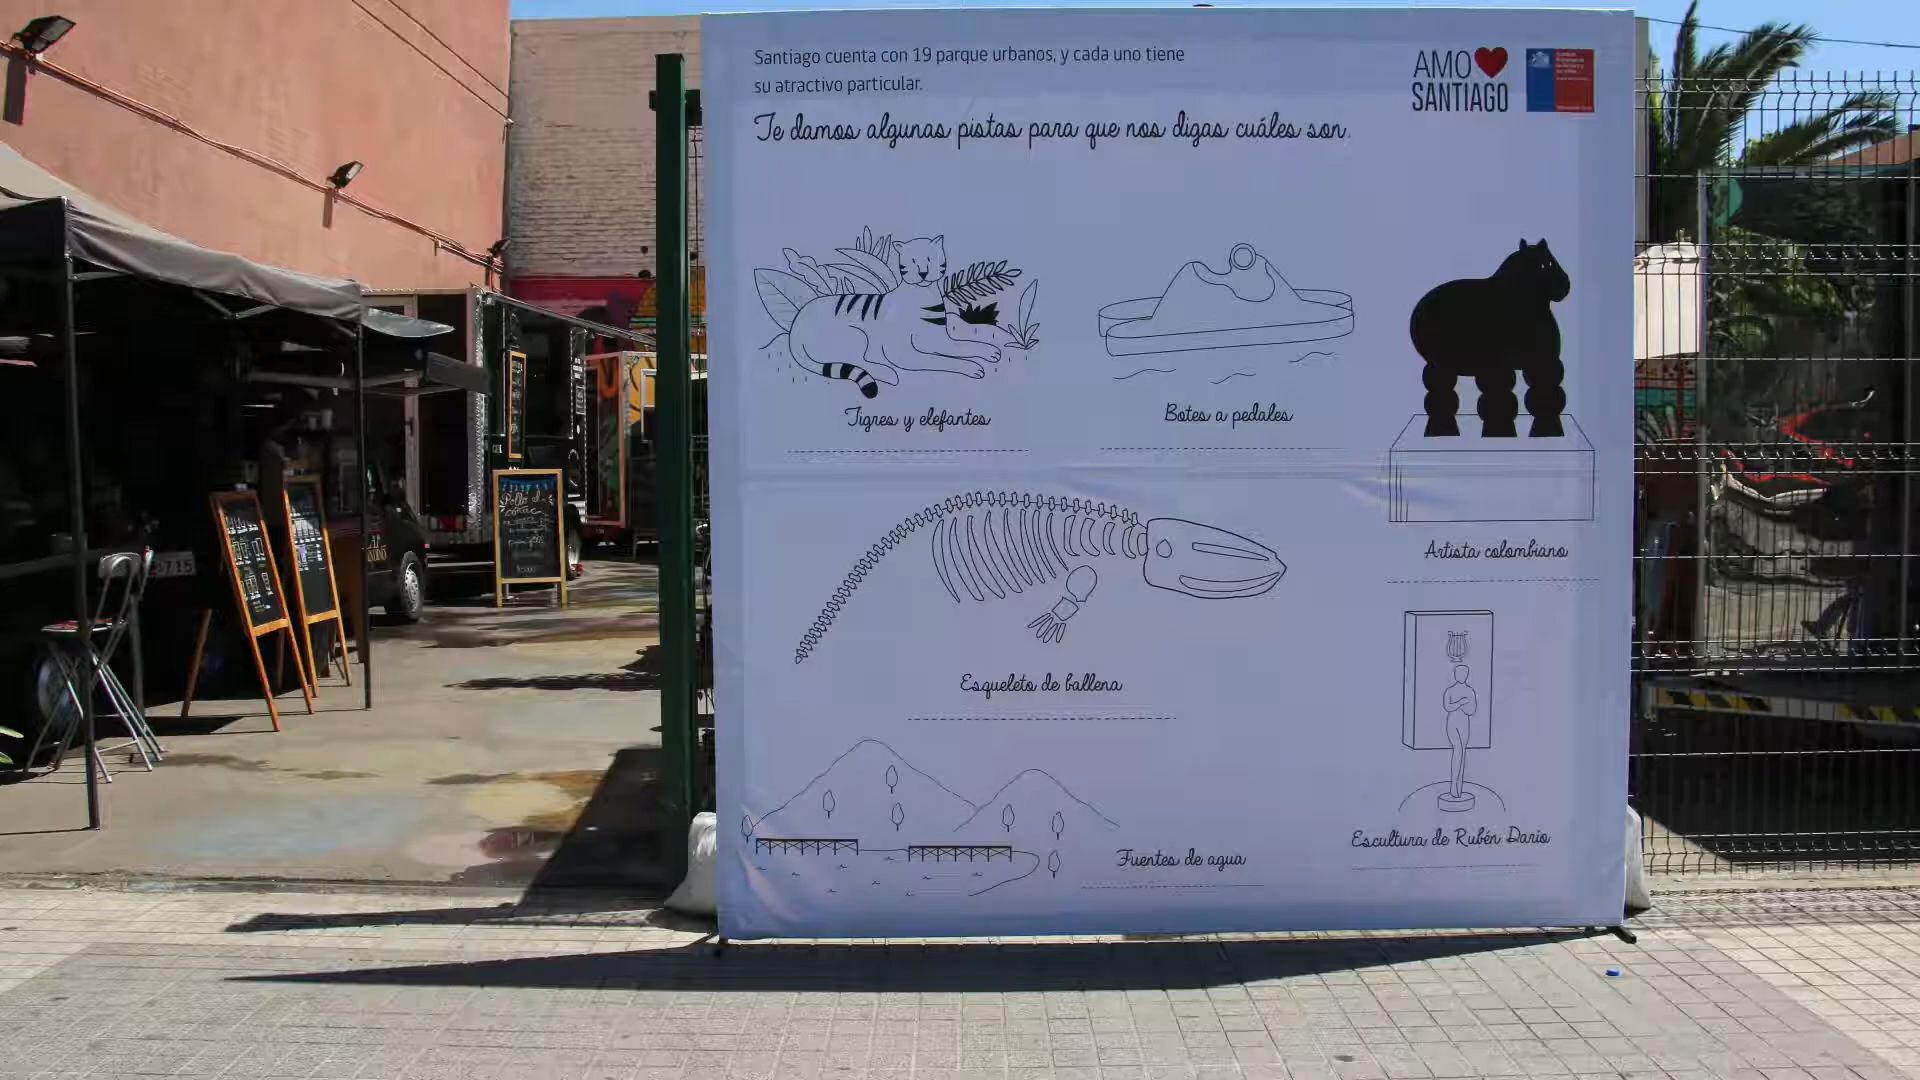 Santiago cuenta con 19 parque urbanos, y cada uno tiene
su atractivo particular.
Te damos algunas pistas para que nos digas cuáles son.
AMO
SANTIAGO
Tigres y elefantes
Botes a pedales
Artista colombiano
Esqueleto de ballena
Escultura de Rubén Darío
Fuentes de agua
Pollo al